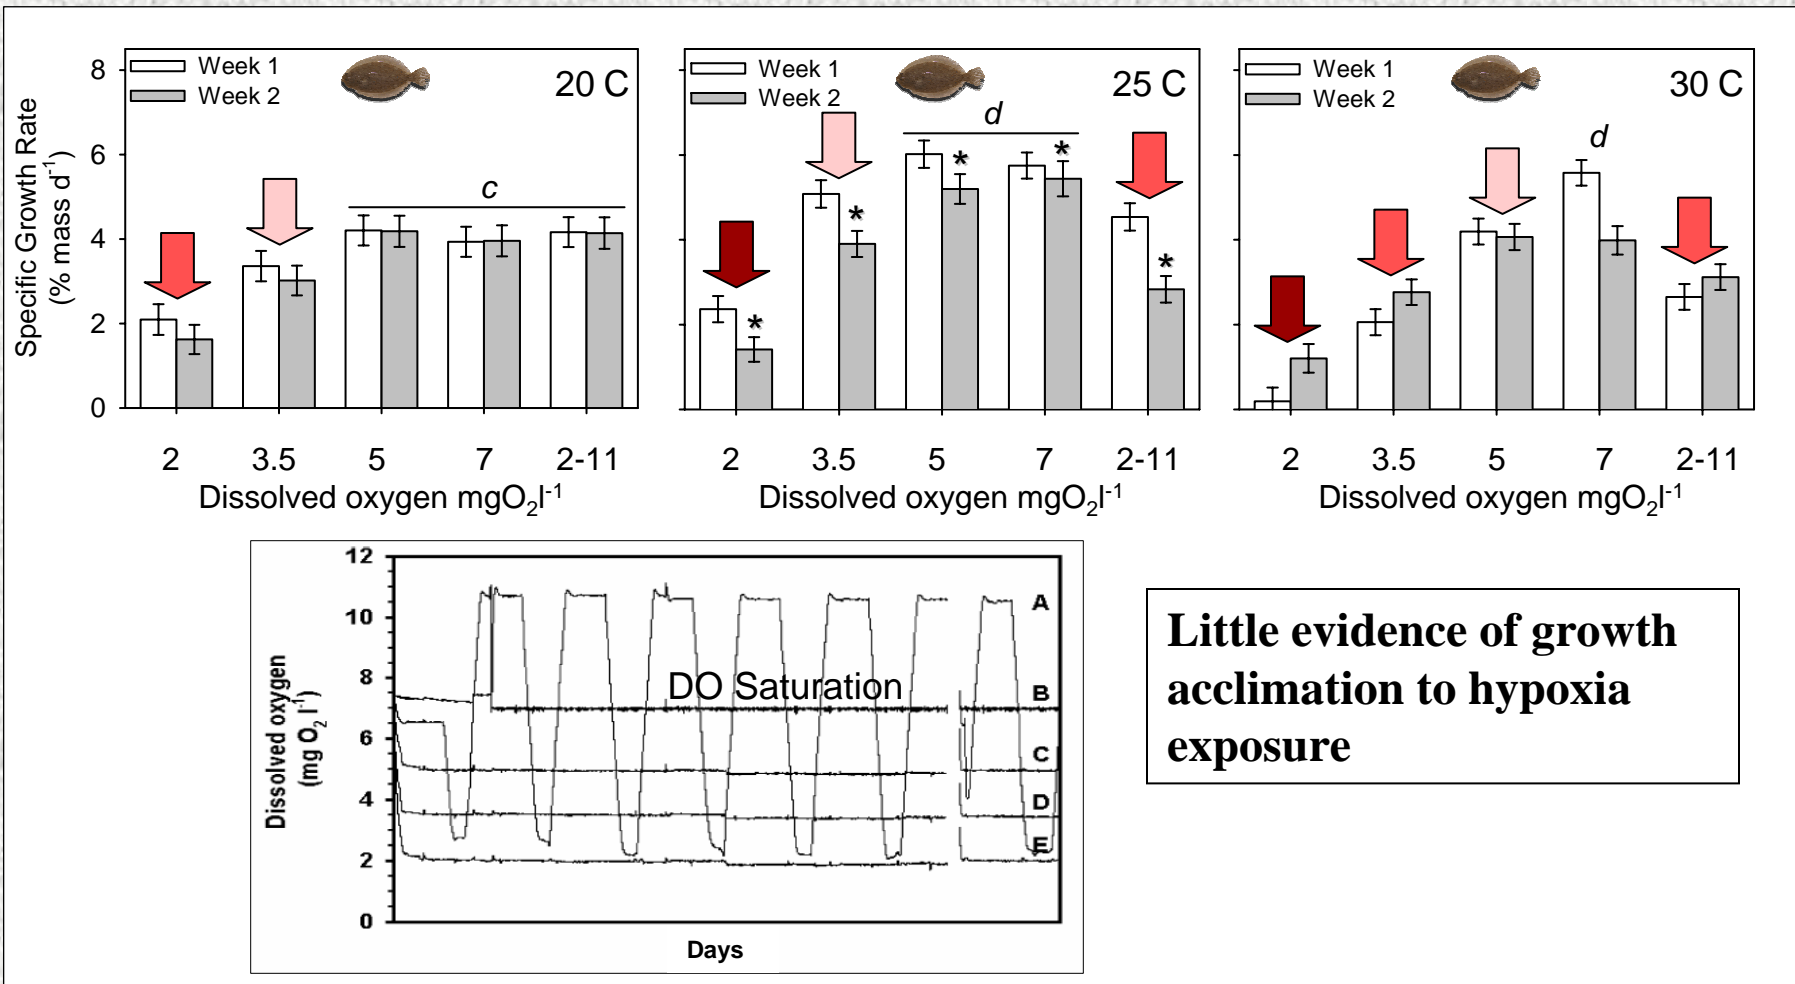 Specific Growth Rate
(% mass d-1)
8
6
4
2
0
Week 1
Week 2
20 C
c
2 3.5 5 7 2-11
Dissolved oxygen mgO2l-1
Week 1
Week 2
25 C
d
* * * * *
2 3.5 5 7 2-11
Dissolved oxygen mgO2l-1
Week 1
Week 2
30 C
d
2 3.5 5 7 2-11
Dissolved oxygen mgO2l-1
Dissolved oxygen
(mg O2 l-1)
12
10
8
6
4
2
0
A
DO Saturation
B
C
D
E
Days
Little evidence of growth
acclimation to hypoxia
exposure